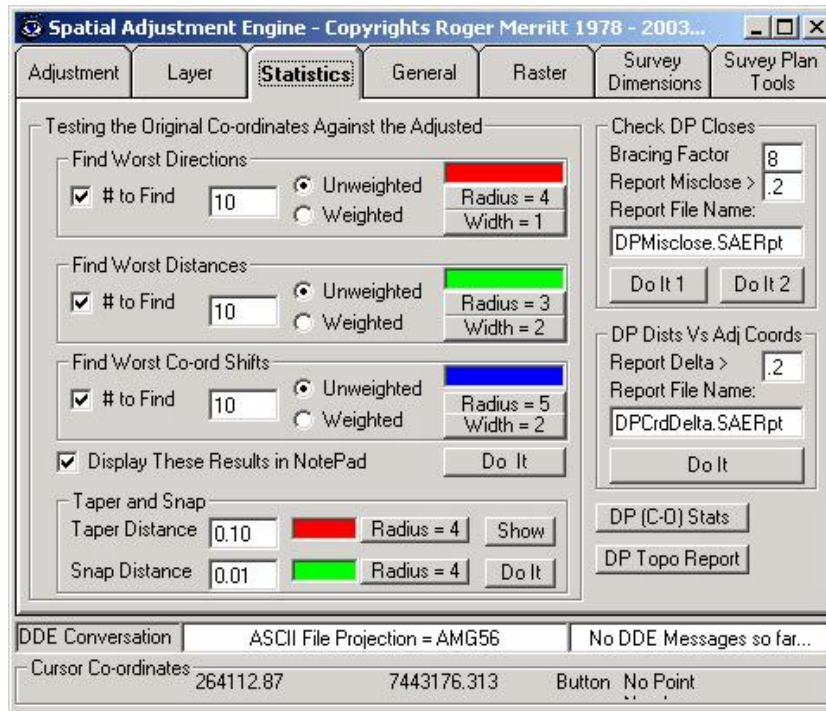 Spatial Adjustment Engine - Copyrights Roger Merritt 1978 - 2003...
Adjustment
Layer
Statistics
General
Raster
Survey Dimensions
Suvey Plan Tools
Testing the Original Co-ordinates Against the Adjusted
Find Worst Directions
# to Find
10
Unweighted
Weighted
Radius = 4
Width = 1
Find Worst Distances
# to Find
10
Unweighted
Weighted
Radius = 3
Width = 2
Find Worst Co-ord Shifts
# to Find
10
Unweighted
Weighted
Radius = 5
Width = 2
Display These Results in NotePad
Do It
Taper and Snap
Taper Distance
0.10
Radius = 4
Show
Snap Distance
0.01
Radius = 4
Do It
Check DP Closes
Bracing Factor
8
Report Misclose >
.2
Report File Name:
DPMisclose.SAERpt
Do It 1
Do It 2
DP Dists Vs Adj Coords
Report Delta >
.2
Report File Name:
DPCrdDelta.SAERpt
Do It
DP (C-O) Stats
DP Topo Report
DDE Conversation
ASCII File Projection = AMG56
No DDE Messages so far...
Cursor Co-ordinates
264112.87
7443176.313
Button
No Point